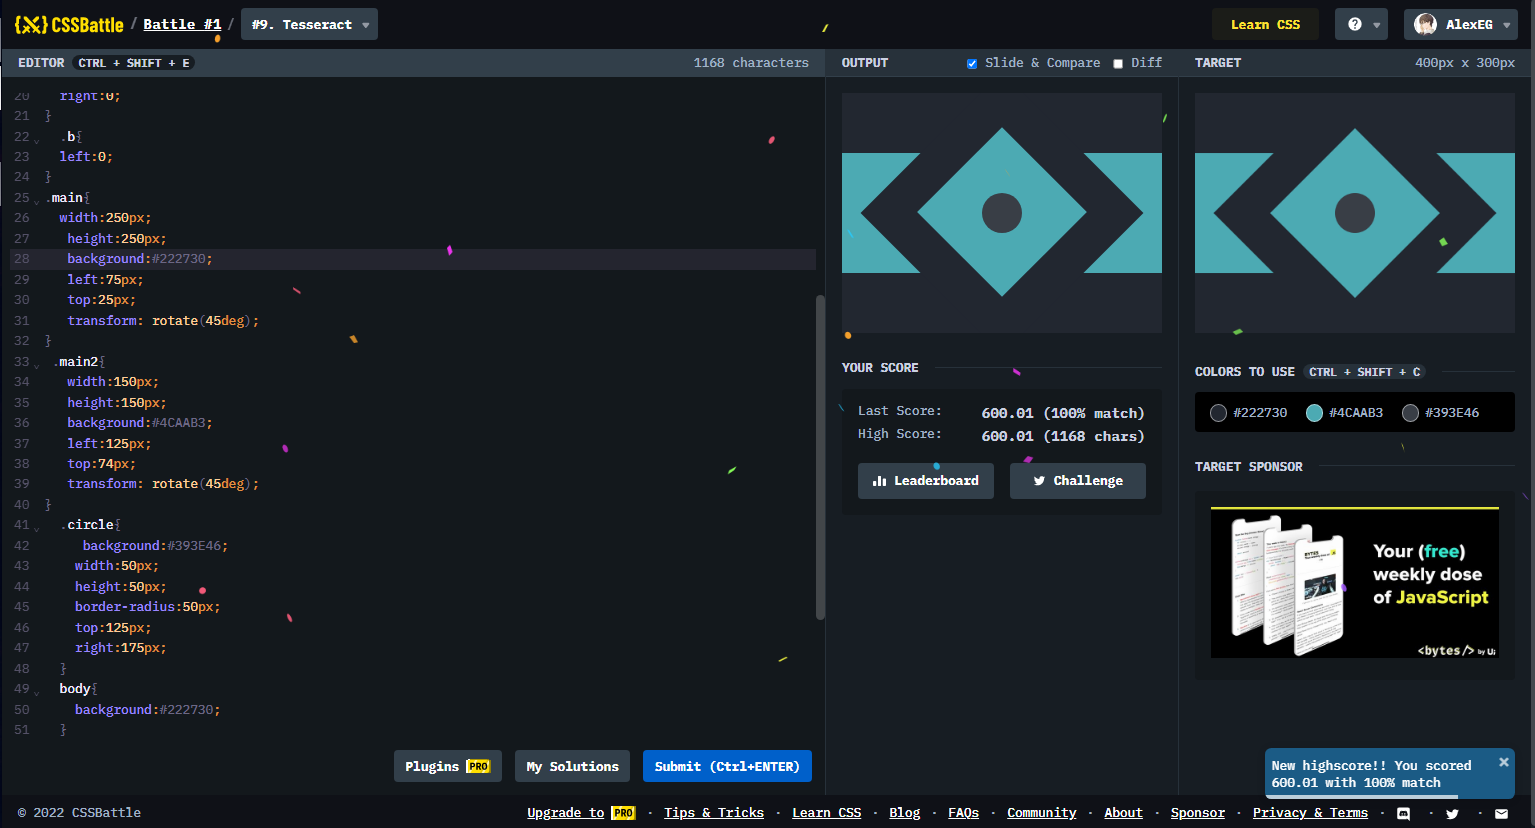 {X} CSSBattle / Battle #1 / #9. Tesseract
Learn CSS
AlexEG
EDITOR CTRL + SHIFT + E
1168 characters
20 right:0;
21 }
22 .b{
23 left:0;
24 }
25 .main{
26 width:250px;
27 height:250px;
28 background:#222730;
29 left:75px;
30 top:25px;
31 transform: rotate(45deg);
32 }
33 .main2{
34 width:150px;
35 height:150px;
36 background:#4CAAB3;
37 left:125px;
38 top:74px;
39 transform: rotate(45deg);
40 }
41 .circle{
42 background:#393E46;
43 width:50px;
44 height:50px;
45 border-radius:50px;
46 top:125px;
47 right:175px;
48 }
49 body{
50 background:#222730;
51 }
Plugins PRO
My Solutions
Submit (Ctrl+ENTER)
OUTPUT
Slide & Compare
Diff
YOUR SCORE
Last Score: 600.01 (100% match)
High Score: 600.01 (1168 chars)
Leaderboard
Challenge
TARGET
400px x 300px
COLORS TO USE CTRL + SHIFT + C
#222730 #4CAAB3 #393E46
TARGET SPONSOR
Your (free)
weekly dose
of JavaScript
<bytes/> by Ui
New highscore!! You scored
600.01 with 100% match
© 2022 CSSBattle
Upgrade to PRO · Tips & Tricks · Learn CSS · Blog · FAQs · Community · About · Sponsor · Privacy & Terms